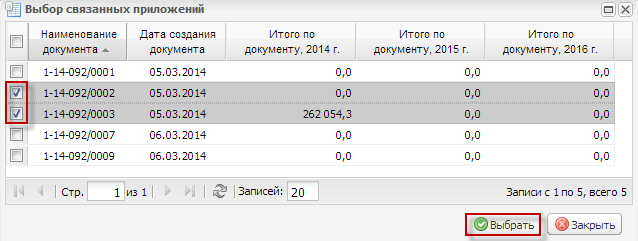 Выбор связанных приложений
Наименование документа Дата создания документа Итого по документу, 2014 г. Итого по документу, 2015 г. Итого по документу, 2016 г.
1-14-092/0001 05.03.2014 0,0 0,0 0,0
1-14-092/0002 05.03.2014 0,0 0,0 0,0
1-14-092/0003 05.03.2014 262 054,3 0,0 0,0
1-14-092/0007 06.03.2014 0,0 0,0 0,0
1-14-092/0009 06.03.2014 0,0 0,0 0,0
Стр. 1 из 1 Записей: 20 Записи с 1 по 5, всего 5
Выбрать Закрыть